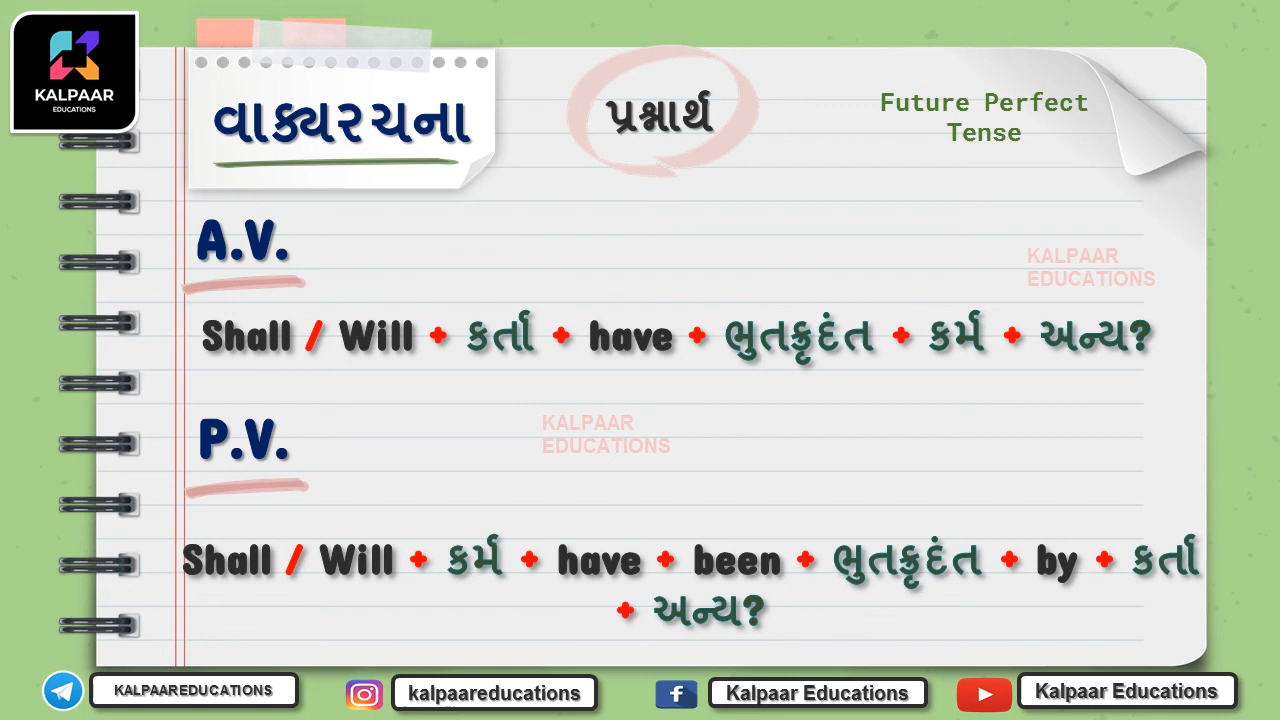 KALPAAR
EDUCATIONS
વાક્યરચના
પ્રશ્નાર્થ
Future Perfect
Tense
A.V.
KALPAAR
EDUCATIONS
Shall / Will + કર્તા + have + ભુતકૃદંત + કર્મ + અન્ય?
P.V.
KALPAAR
EDUCATIONS
Shall / Will + કર્મ + have + been + ભુતકૃદંત + by + કર્તા
+ અન્ય?
KALPAAREDUCATIONS
kalpaareducations
Kalpaar Educations
Kalpaar Educations